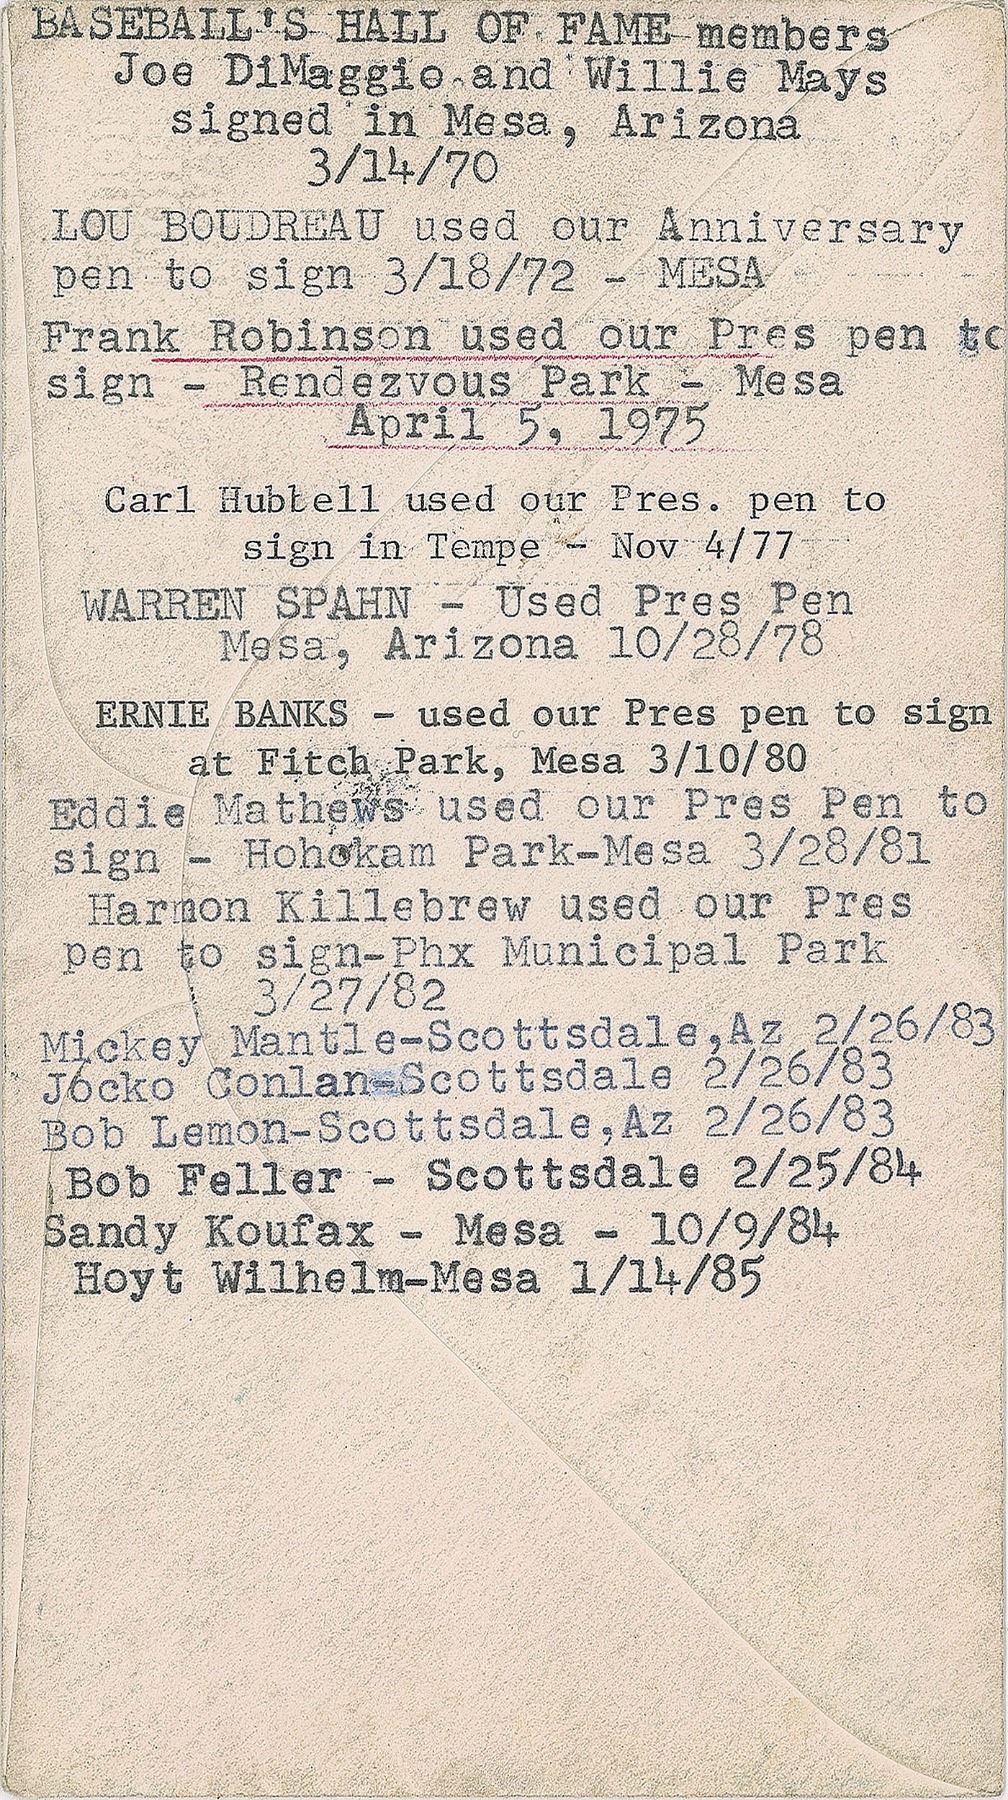 BASEBALL'S HALL OF FAME members
Joe DiMaggio and Willie Mays
signed in Mesa, Arizona
3/14/70
LOU BOUDREAU used our Anniversary
pen to sign 3/18/72 - MESA
Frank Robinson used our Pres pen to
sign - Rendezvous Park - Mesa
April 5, 1975
Carl Hubbell used our Pres. pen to
sign in Tempe - Nov 4/77
WARREN SPAHN - Used Pres Pen
Mesa, Arizona 10/28/78
ERNIE BANKS - used our Pres pen to sign
at Fitch Park, Mesa 3/10/80
Eddie Mathews used our Pres Pen to
sign - Hohokam Park-Mesa 3/28/81
Harmon Killebrew used our Pres
pen to sign-Phx Municipal Park
3/27/82
Mickey Mantle-Scottsdale,Az 2/26/83
Jocko Conlan-Scottsdale 2/26/83
Bob Lemon-Scottsdale,Az 2/26/83
Bob Feller - Scottsdale 2/25/84
Sandy Koufax - Mesa - 10/9/84
Hoyt Wilhelm-Mesa 1/14/85